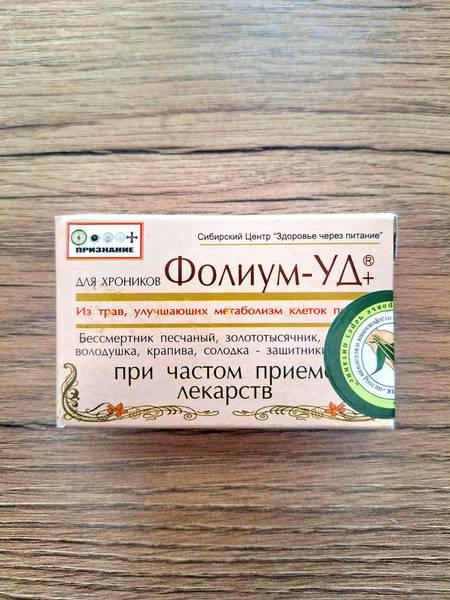 ПРИЗНАНИЕ
Сибирский Центр "Здоровье через питание"
ДЛЯ ХРОНИКОВ Фолиум-УД+®
Из трав, улучшающих метаболизм клеток
Бессмертник песчаный, золототысячник,
володушка, крапива, солодка - защитники
при частом приеме
лекарств